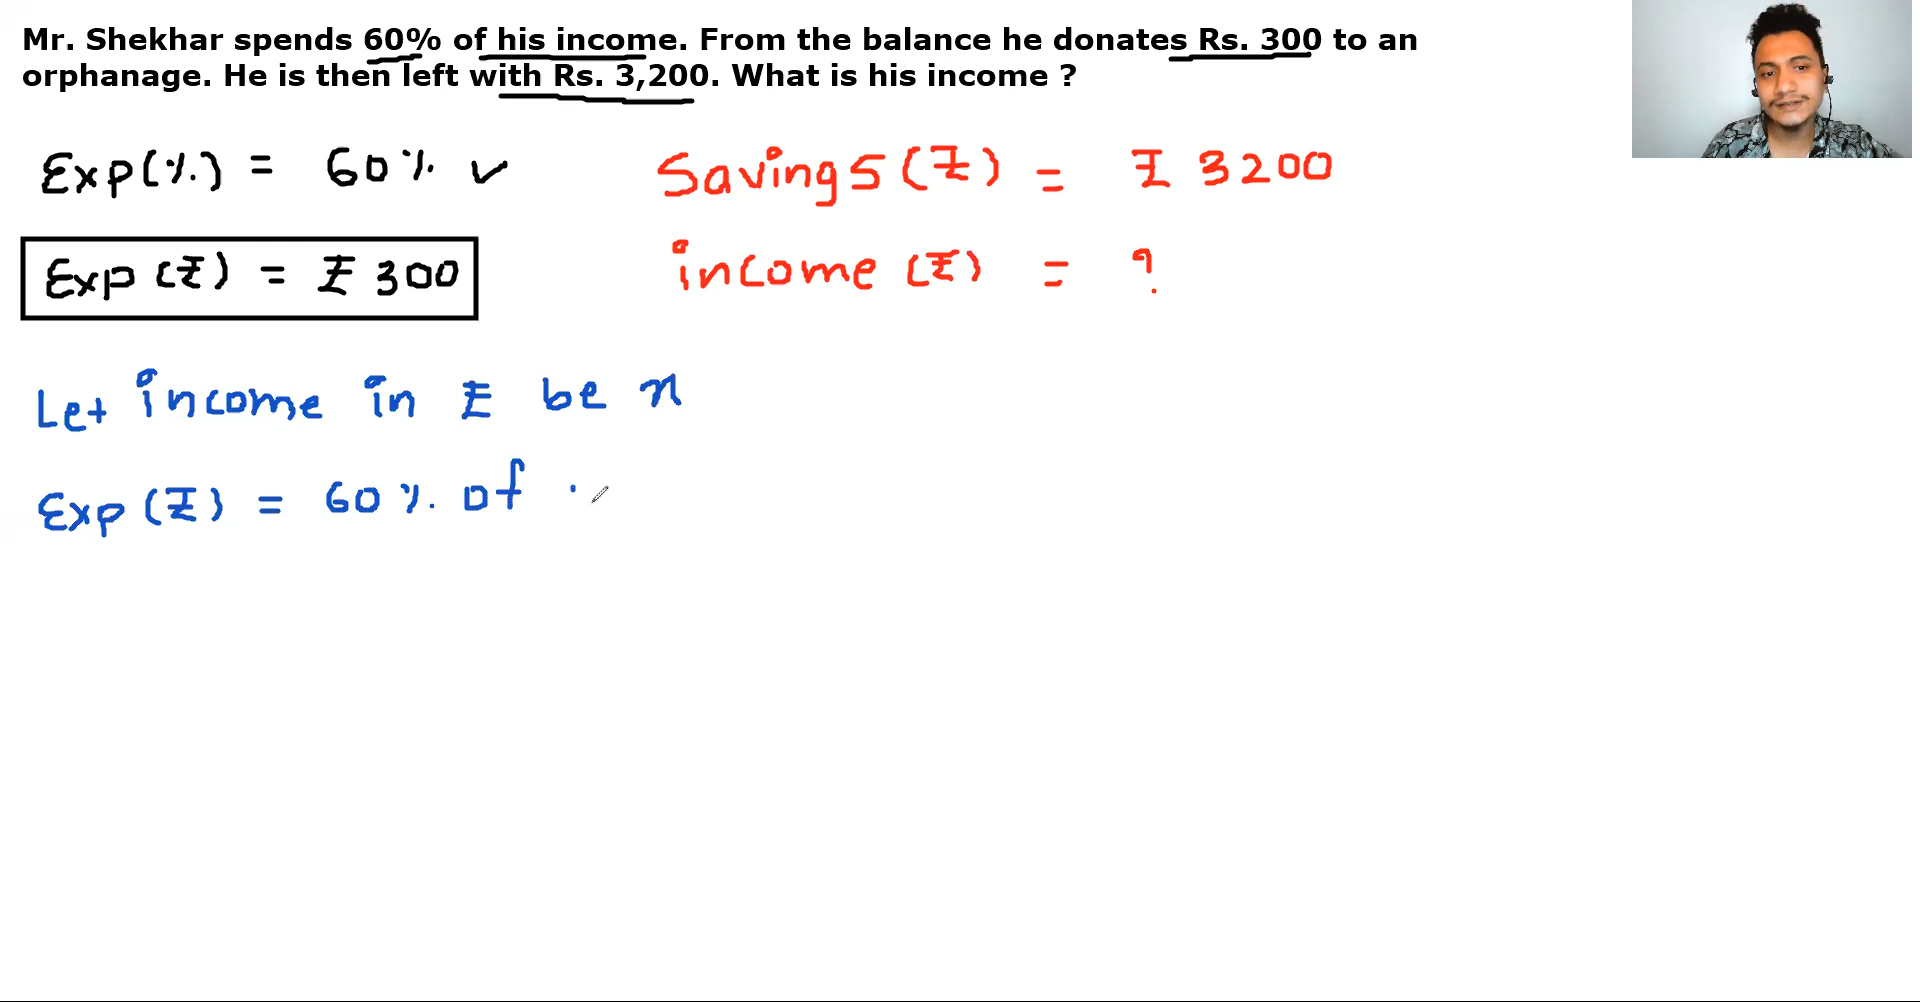 Mr. Shekhar spends 60% of his income. From the balance he donates Rs. 300 to an
orphanage. He is then left with Rs. 3,200. What is his income ?
Exp(%) = 60% ✓
Savings (₹) = ₹ 3200
Exp (₹) = ₹ 300
income (₹) = ?
Let income in ₹ be x
Exp (₹) = 60% of